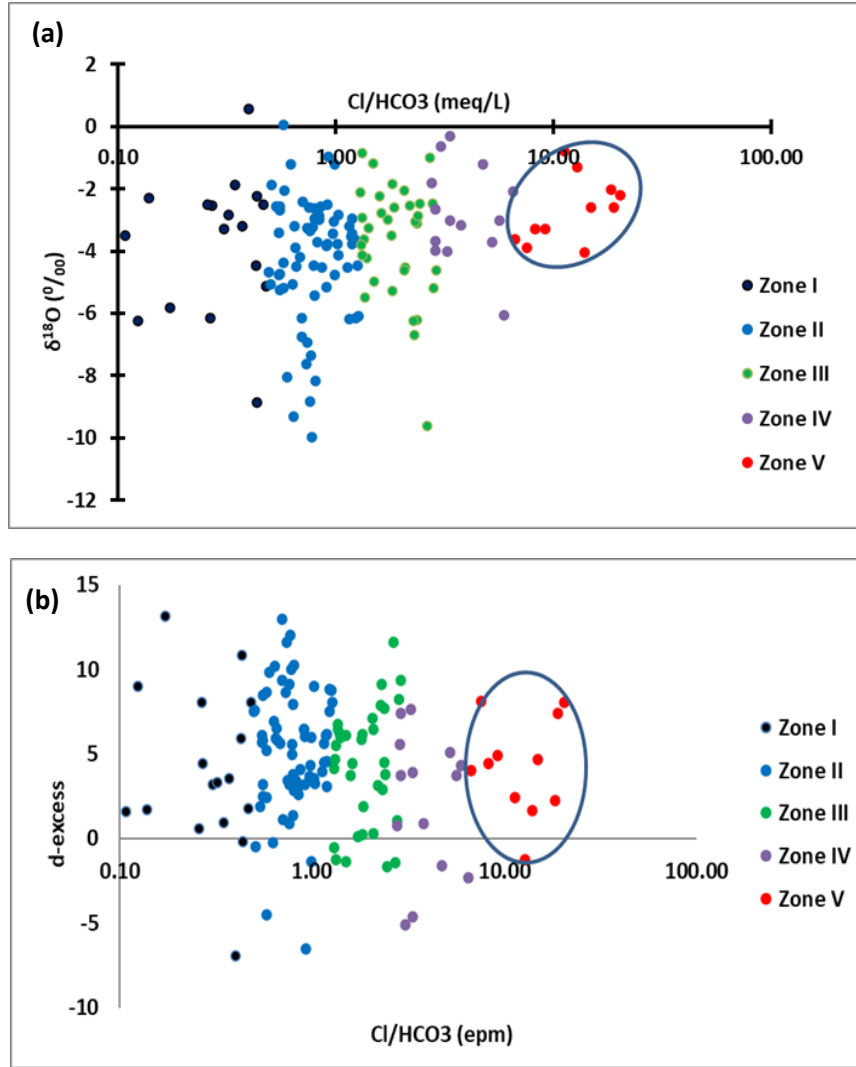 (a)
2
Cl/HCO3 (meq/L)
0
0.10
1.00
10.00
100.00
-2
-4
-6
-8
-10
-12
δ¹⁸O (⁰/₀₀)
Zone I
Zone II
Zone III
Zone IV
Zone V
(b)
15
10
5
0
0.10
1.00
10.00
100.00
-5
-10
d-excess
Cl/HCO3 (epm)
Zone I
Zone II
Zone III
Zone IV
Zone V